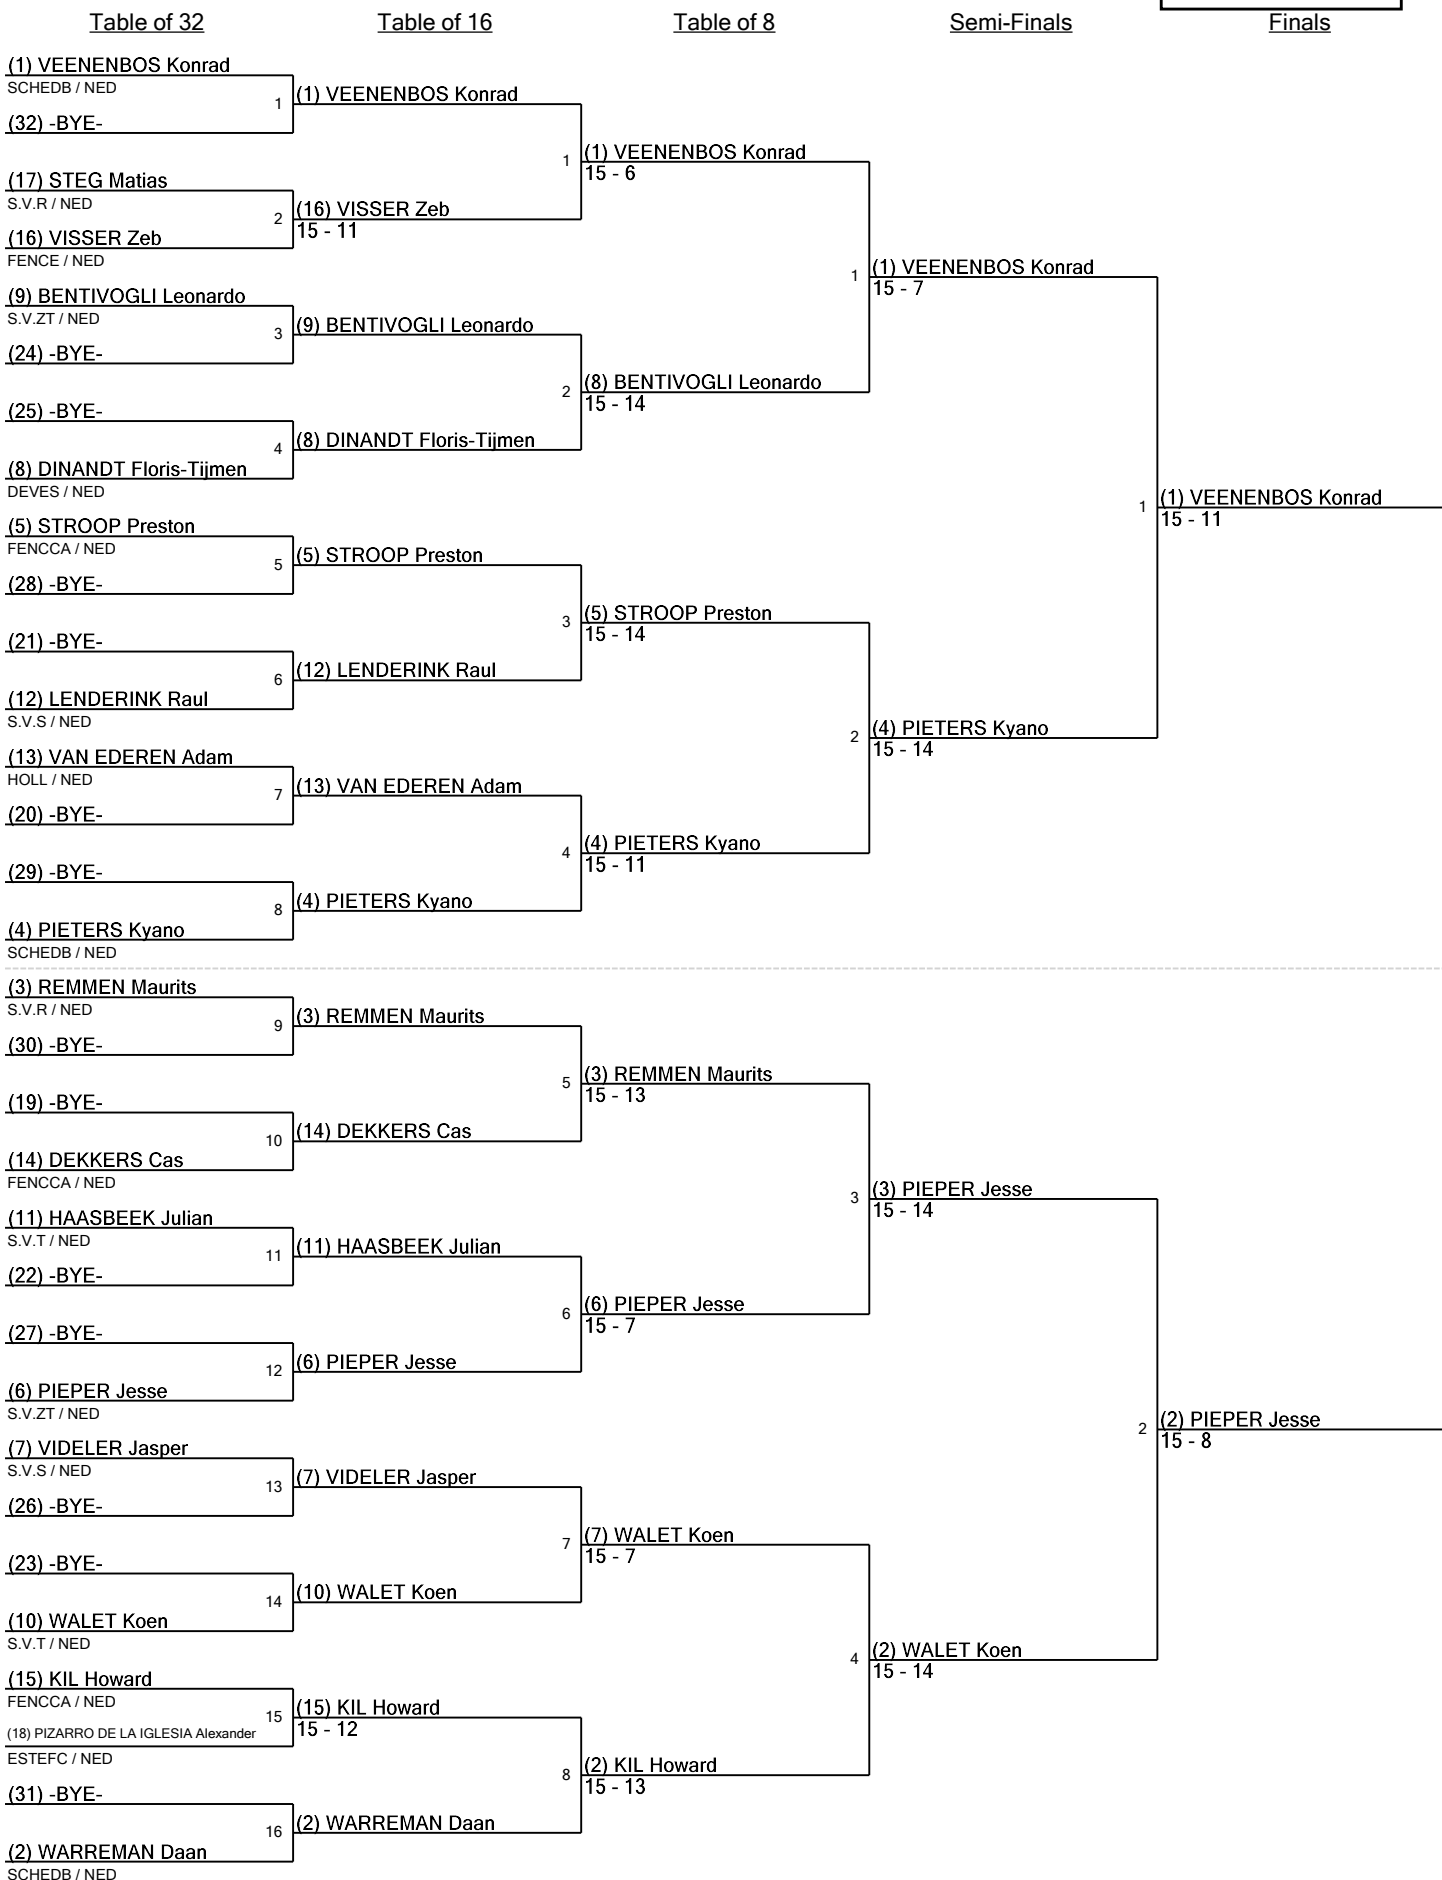 Table of 32
Table of 16
Table of 8
Semi-Finals
Finals
(1) VEENENBOS Konrad
SCHEDB / NED
1
(32) -BYE-
(17) STEG Matias
S.V.R / NED
2
(16) VISSER Zeb
FENCE / NED
(9) BENTIVOGLI Leonardo
S.V.ZT / NED
3
(24) -BYE-
(25) -BYE-
4
(8) DINANDT Floris-Tijmen
DEVES / NED
(5) STROOP Preston
FENCCA / NED
5
(28) -BYE-
(21) -BYE-
6
(12) LENDERINK Raul
S.V.S / NED
(13) VAN EDEREN Adam
HOLL / NED
7
(20) -BYE-
(29) -BYE-
8
(4) PIETERS Kyano
SCHEDB / NED
(3) REMMEN Maurits
S.V.R / NED
9
(30) -BYE-
(19) -BYE-
10
(14) DEKKERS Cas
FENCCA / NED
(11) HAASBEEK Julian
S.V.T / NED
11
(22) -BYE-
(27) -BYE-
12
(6) PIEPER Jesse
S.V.ZT / NED
(7) VIDELER Jasper
S.V.S / NED
13
(26) -BYE-
(23) -BYE-
14
(10) WALET Koen
S.V.T / NED
(15) KIL Howard
FENCCA / NED
15
(18) PIZARRO DE LA IGLESIA Alexander
ESTEFC / NED
(31) -BYE-
16
(2) WARREMAN Daan
SCHEDB / NED
(1) VEENENBOS Konrad
1
(16) VISSER Zeb
15 - 11
(9) BENTIVOGLI Leonardo
2
(8) DINANDT Floris-Tijmen
(5) STROOP Preston
3
(12) LENDERINK Raul
(13) VAN EDEREN Adam
4
(4) PIETERS Kyano
(3) REMMEN Maurits
5
(14) DEKKERS Cas
(11) HAASBEEK Julian
6
(6) PIEPER Jesse
(7) VIDELER Jasper
7
(10) WALET Koen
(15) KIL Howard
15 - 12
8
(2) WARREMAN Daan
(1) VEENENBOS Konrad
15 - 6
1
(8) BENTIVOGLI Leonardo
15 - 14
(5) STROOP Preston
15 - 14
2
(4) PIETERS Kyano
15 - 11
(3) REMMEN Maurits
15 - 13
3
(6) PIEPER Jesse
15 - 7
(7) WALET Koen
15 - 7
4
(2) KIL Howard
15 - 13
(1) VEENENBOS Konrad
15 - 7
1
(4) PIETERS Kyano
15 - 14
(3) PIEPER Jesse
15 - 14
2
(2) WALET Koen
15 - 14
(1) VEENENBOS Konrad
15 - 11
(2) PIEPER Jesse
15 - 8